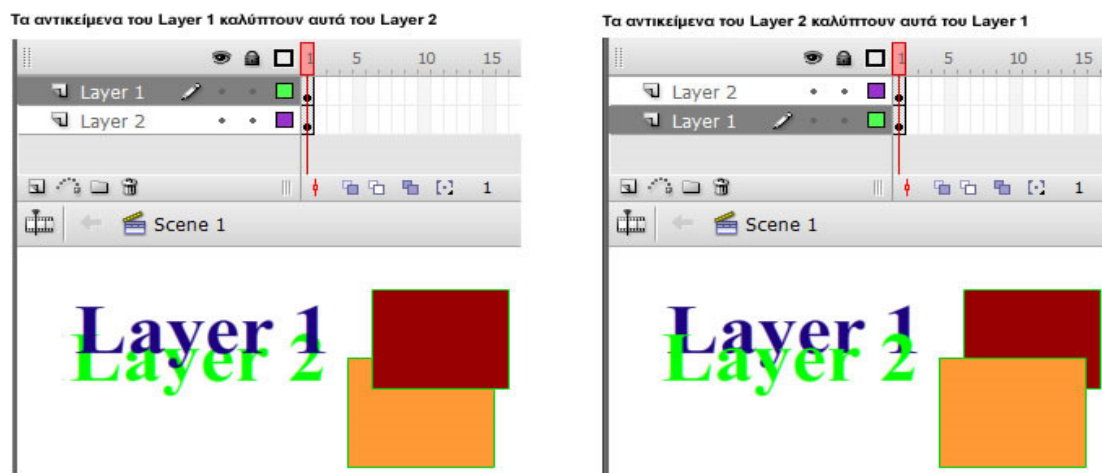 Τα αντικείμενα του Layer 1 καλύπτουν αυτά του Layer 2
1 5 10 15
Layer 1
Layer 2
1
Scene 1
Layer 1
Layer 2
Τα αντικείμενα του Layer 2 καλύπτουν αυτά του Layer 1
1 5 10 15
Layer 2
Layer 1
1
Scene 1
Layer 1
Layer 2